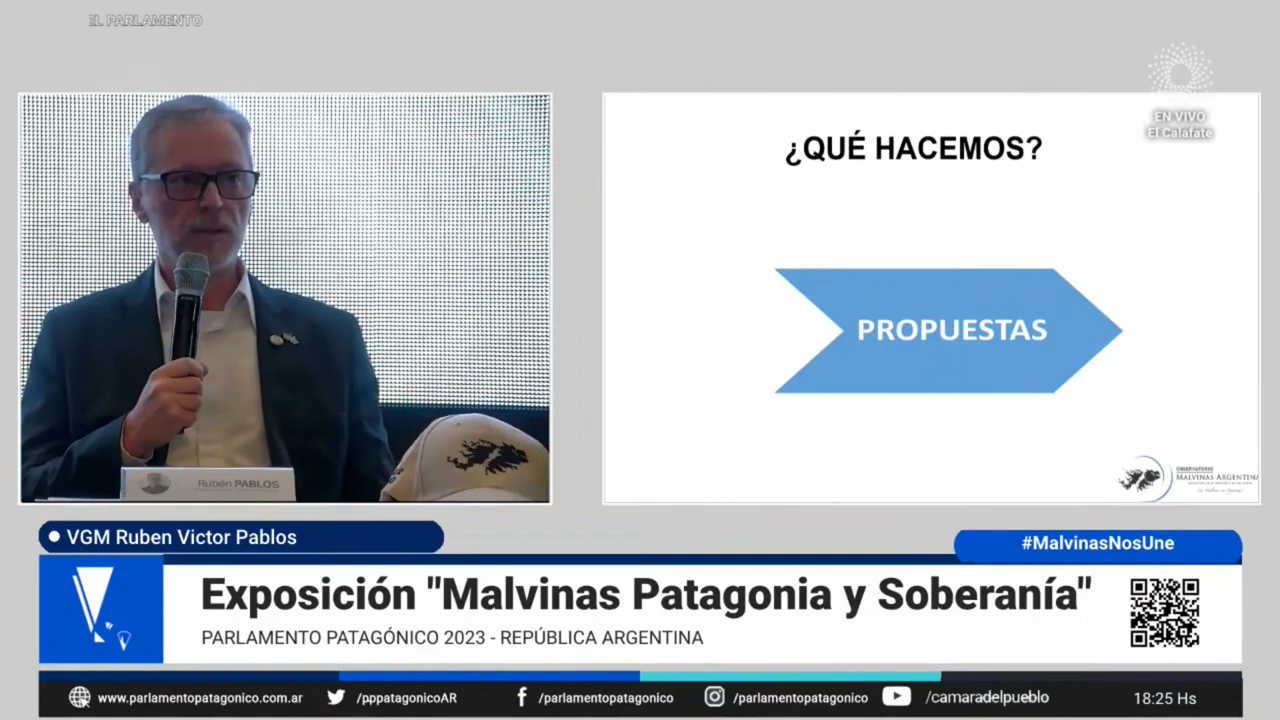 EL PARLAMENTO
EN VIVO
El Calafate
¿QUÉ HACEMOS?
PROPUESTAS
OBSERVATORIO
MALVINAS ARGENTINA
Rubén PABLOS
VGM Ruben Victor Pablos
#MalvinasNosUne
Exposición "Malvinas Patagonia y Soberanía"
PARLAMENTO PATAGÓNICO 2023 - REPÚBLICA ARGENTINA
www.parlamentopatagonico.com.ar
/pppatagonicoAR
/parlamentopatagonico
/parlamentopatagonico
/camaradelpueblo
18:25 Hs